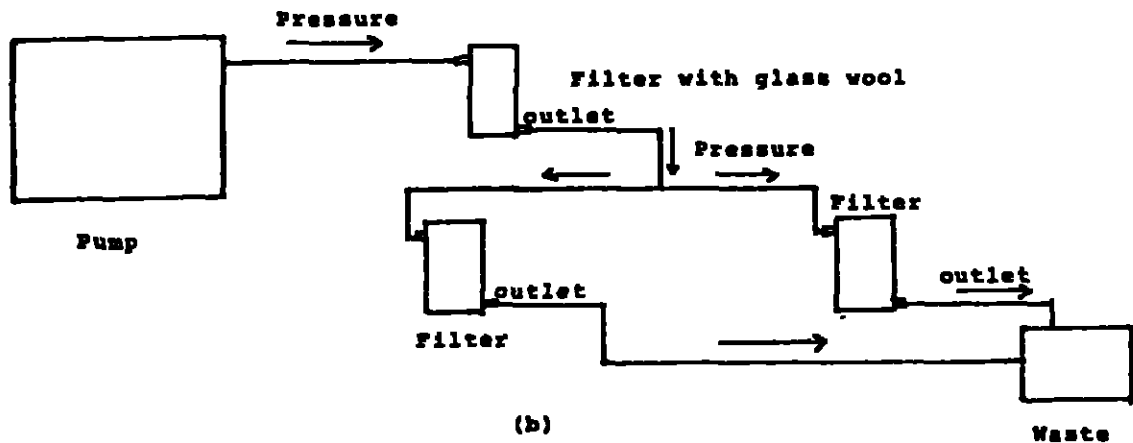 Pressure
Filter with glass wool
outlet
Pressure
Filter
Pump
outlet
outlet
Filter
(b)
Waste